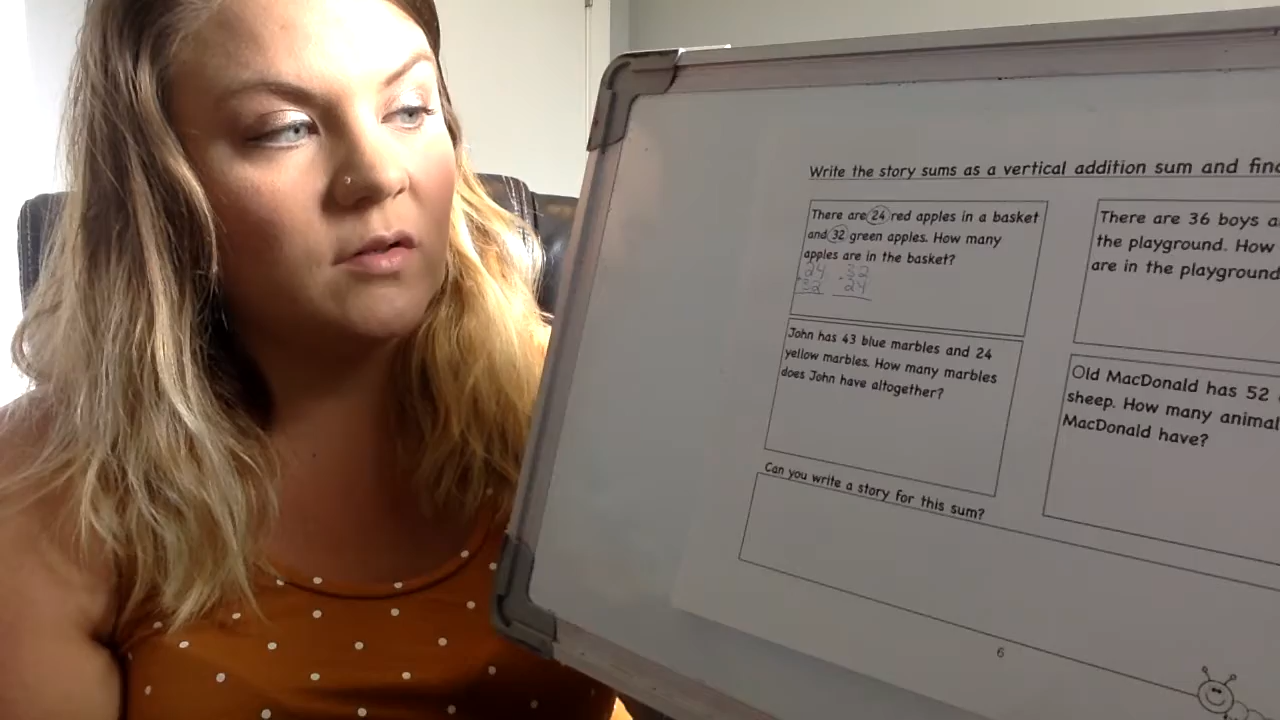 Write the story sums as a vertical addition sum and find
There are 24 red apples in a basket
and 32 green apples. How many
apples are in the basket?
24 32
+32 +24
There are 36 boys
the playground. How
are in the playground
John has 43 blue marbles and 24
yellow marbles. How many marbles
does John have altogether?
Old MacDonald has 52
sheep. How many
MacDonald have?
Can you write a story for this sum?
6